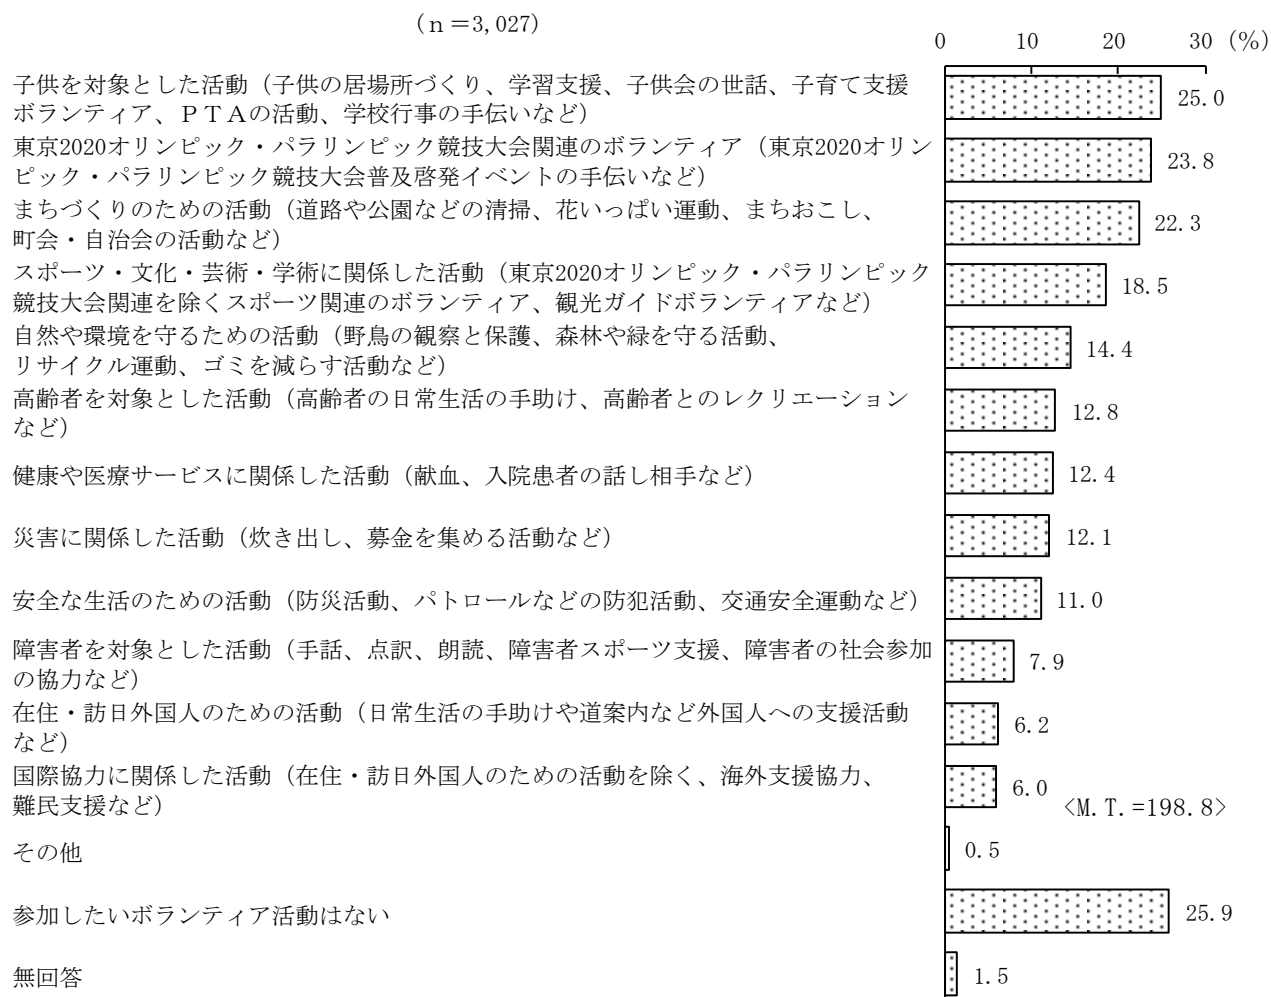 (ｎ＝3,027)
0 10 20 30 (%)
子供を対象とした活動（子供の居場所づくり、学習支援、子供会の世話、子育て支援
ボランティア、ＰＴＡの活動、学校行事の手伝いなど）
25.0
東京2020オリンピック・パラリンピック競技大会関連のボランティア（東京2020オリン
ピック・パラリンピック競技大会普及啓発イベントの手伝いなど）
23.8
まちづくりのための活動（道路や公園などの清掃、花いっぱい運動、まちおこし、
町会・自治会の活動など）
22.3
スポーツ・文化・芸術・学術に関係した活動（東京2020オリンピック・パラリンピック
競技大会関連を除くスポーツ関連のボランティア、観光ガイドボランティアなど）
18.5
自然や環境を守るための活動（野鳥の観察と保護、森林や緑を守る活動、
リサイクル運動、ゴミを減らす活動など）
14.4
高齢者を対象とした活動（高齢者の日常生活の手助け、高齢者とのレクリエーション
など）
12.8
健康や医療サービスに関係した活動（献血、入院患者の話し相手など）
12.4
災害に関係した活動（炊き出し、募金を集める活動など）
12.1
安全な生活のための活動（防災活動、パトロールなどの防犯活動、交通安全運動など）
11.0
障害者を対象とした活動（手話、点訳、朗読、障害者スポーツ支援、障害者の社会参加
の協力など）
7.9
在住・訪日外国人のための活動（日常生活の手助けや道案内など外国人への支援活動
など）
6.2
国際協力に関係した活動（在住・訪日外国人のための活動を除く、海外支援協力、
難民支援など）
6.0
<M.T.=198.8>
その他
0.5
参加したいボランティア活動はない
25.9
無回答
1.5